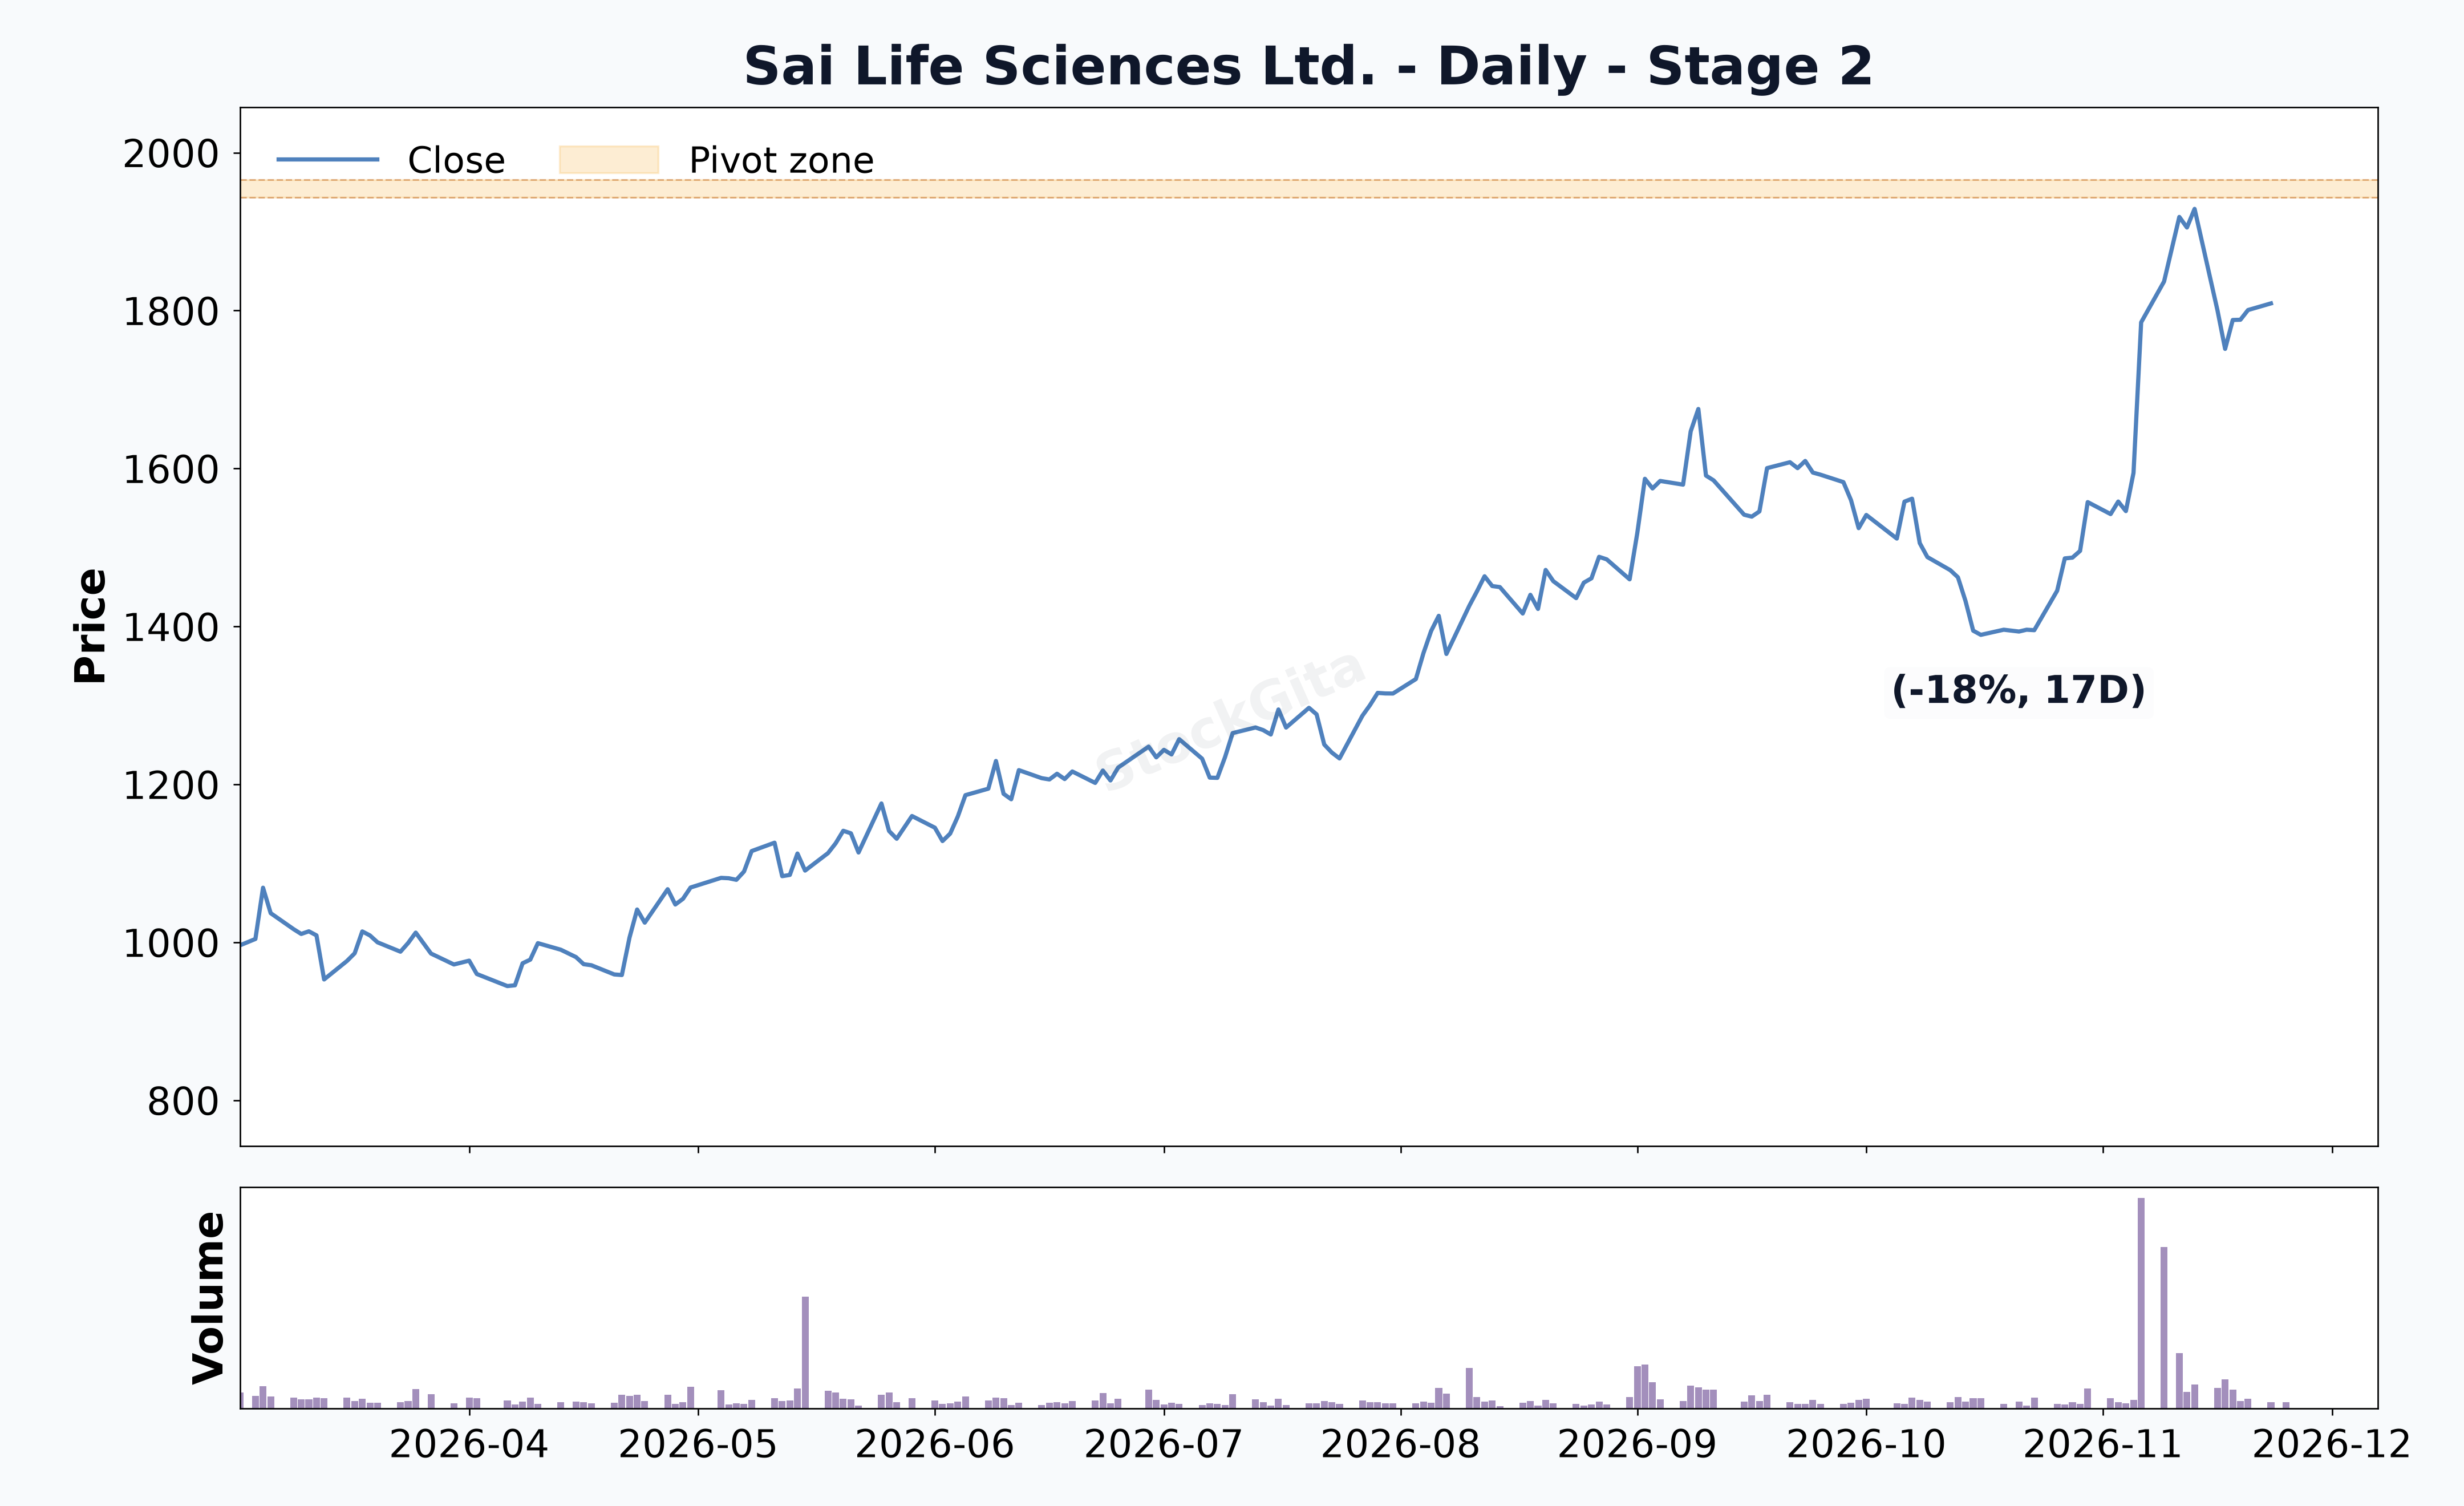 Sai Life Sciences Ltd. - Daily - Stage 2
Close
Pivot zone
2000
1800
1600
1400
1200
1000
800
Price
StockGita
(-18%, 17D)
Volume
2026-04
2026-05
2026-06
2026-07
2026-08
2026-09
2026-10
2026-11
2026-12